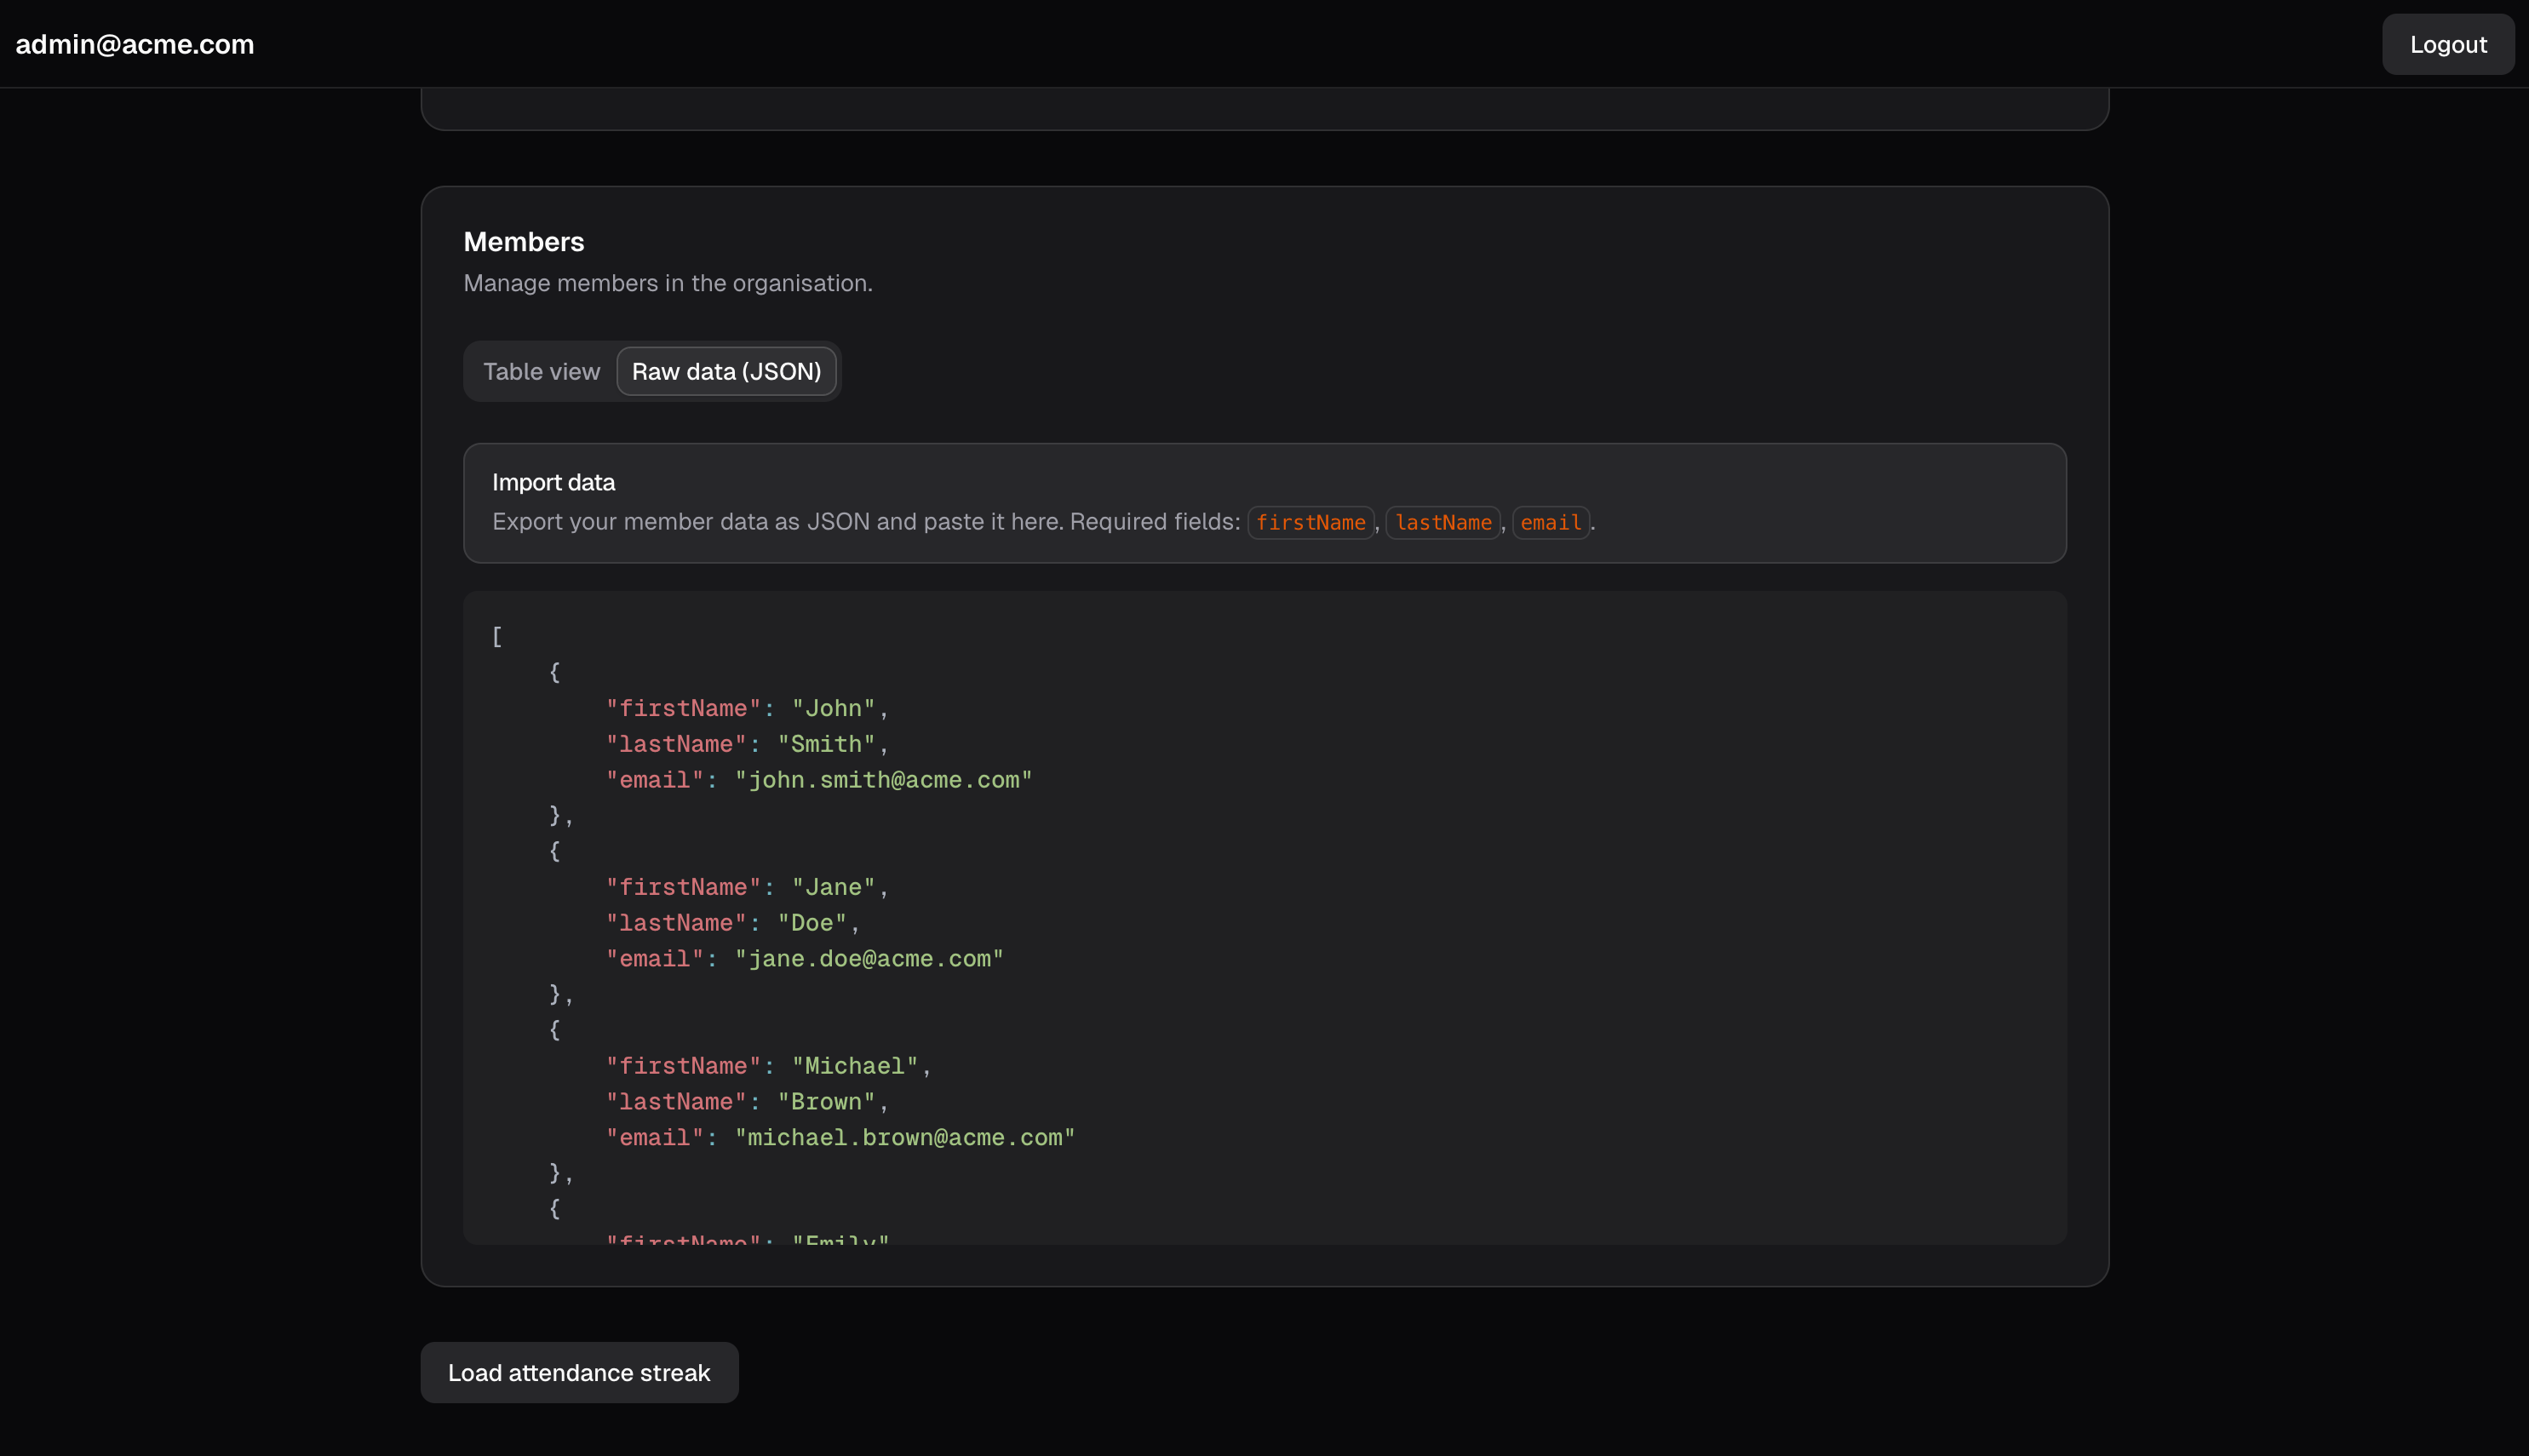 admin@acme.com
Logout
Members
Manage members in the organisation.
Table view
Raw data (JSON)
Import data
Export your member data as JSON and paste it here. Required fields: firstName, lastName, email.
[
    {
        "firstName": "John",
        "lastName": "Smith",
        "email": "john.smith@acme.com"
    },
    {
        "firstName": "Jane",
        "lastName": "Doe",
        "email": "jane.doe@acme.com"
    },
    {
        "firstName": "Michael",
        "lastName": "Brown",
        "email": "michael.brown@acme.com"
    },
    {
        "firstName": "Emily"
Load attendance streak